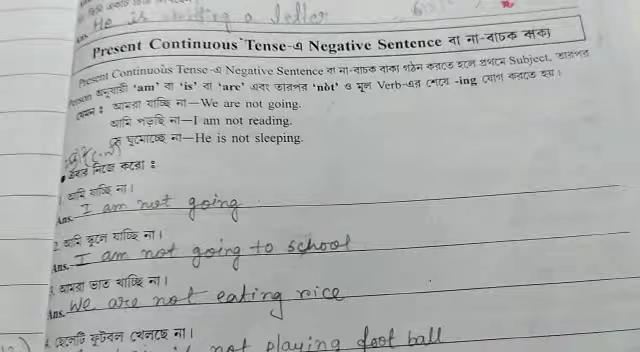 He is
a letter
Present Continuous Tense-এ Negative Sentence বা না-বাচক বাক্য
Present Continuous Tense-এ Negative Sentence বা না-বাচক বাক্য গঠন করতে হলে প্রথমে Subject, তারপর
Person অনুযায়ী 'am' বা 'is' বা 'are' এবং তারপর 'not' ও মূল Verb-এর শেষে -ing যোগ করতে হয়।
যেমন : আমরা যাচ্ছি না—We are not going.
আমি পড়ছি না—I am not reading.
সে ঘুমোচ্ছে না—He is not sleeping.
নিজে করো :
1. আমি যাচ্ছি না।
Ans. I am not going
2. আমি স্কুলে যাচ্ছি না।
Ans. I am not going to school
3. আমরা ভাত খাচ্ছি না।
Ans. We are not eating rice
4. ছেলেটি ফুটবল খেলছে না।
not playing foot ball